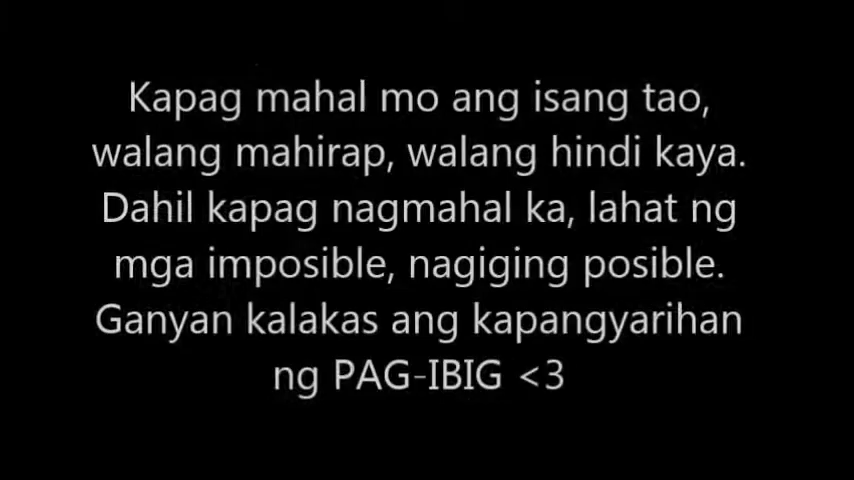 Kapag mahal mo ang isang tao,
walang mahirap, walang hindi kaya.
Dahil kapag nagmahal ka, lahat ng
mga imposible, nagiging posible.
Ganyan kalakas ang kapangyarihan
ng PAG-IBIG <3